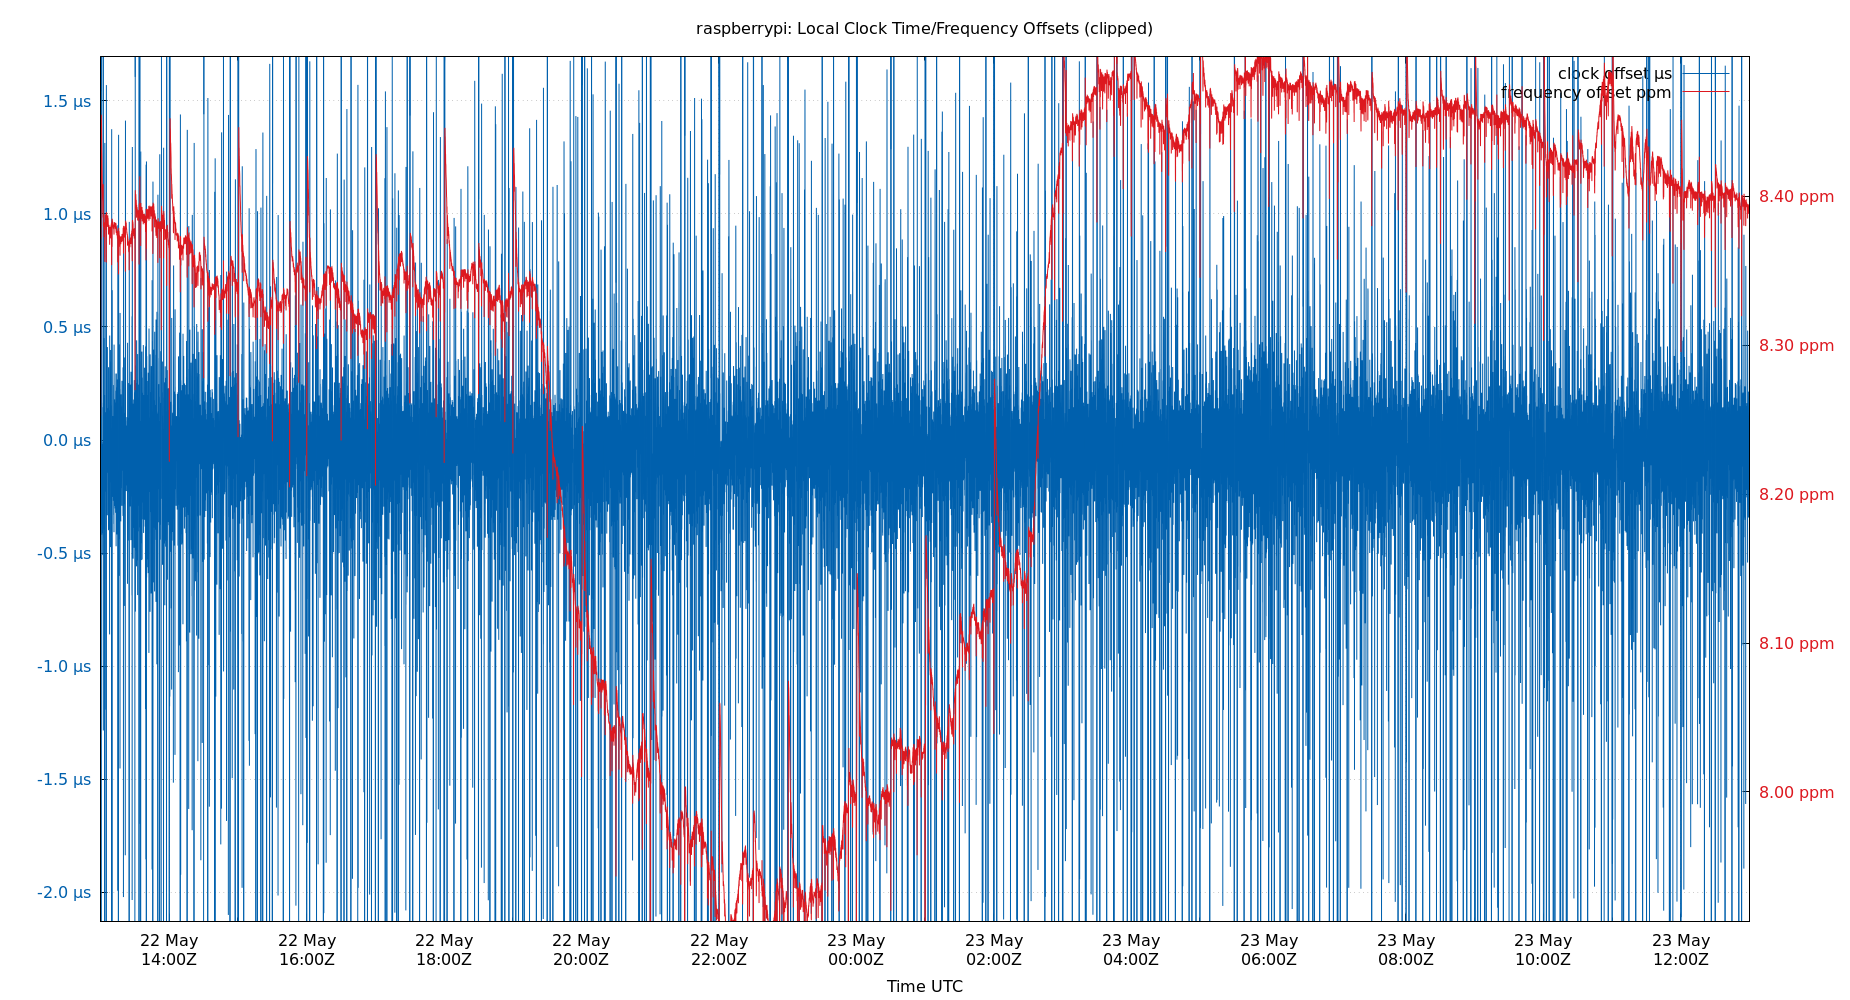 raspberrypi: Local Clock Time/Frequency Offsets (clipped)
clock offset µs
frequency offset ppm
1.5 µs
1.0 µs
0.5 µs
0.0 µs
-0.5 µs
-1.0 µs
-1.5 µs
-2.0 µs
8.40 ppm
8.30 ppm
8.20 ppm
8.10 ppm
8.00 ppm
22 May 22 May 22 May 22 May 22 May 23 May 23 May 23 May 23 May 23 May 23 May 23 May
14:00Z 16:00Z 18:00Z 20:00Z 22:00Z 00:00Z 02:00Z 04:00Z 06:00Z 08:00Z 10:00Z 12:00Z
Time UTC